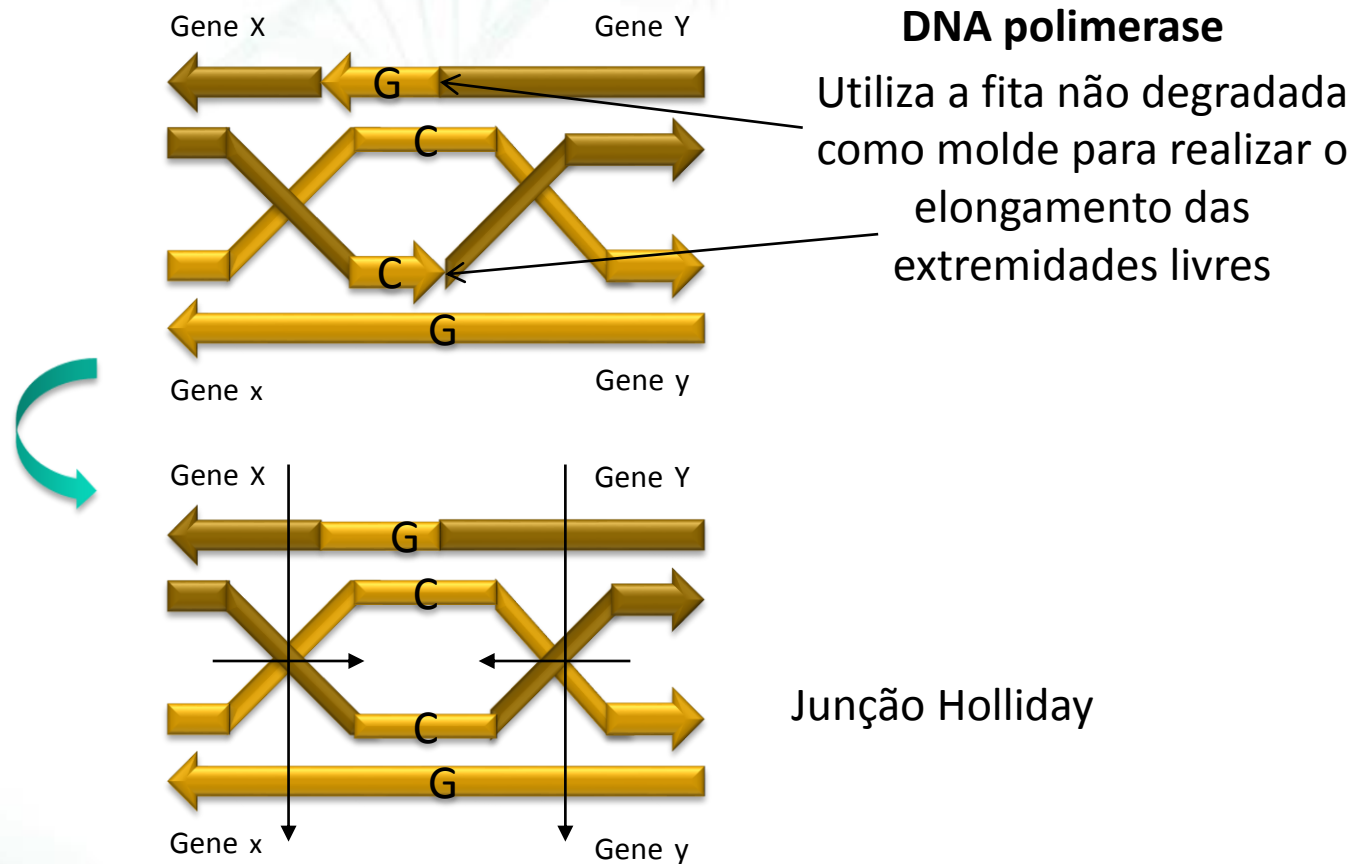 Gene X Gene Y
DNA polimerase
G
Utiliza a fita não degradada
como molde para realizar o
elongamento das
extremidades livres
C
C
G
Gene x Gene y
Gene X Gene Y
G
C
Junção Holliday
C
G
Gene x Gene y